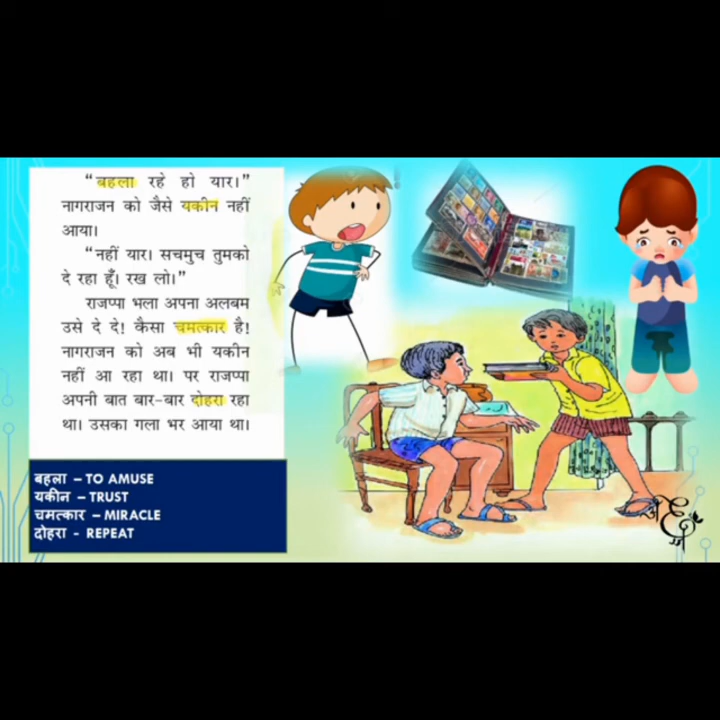 “बहला रहे हो यार।”
नागराजन को जैसे यकीन नहीं
आया।
“नहीं यार। सचमुच तुमको
दे रहा हूँ। रख लो।”
राजप्पा भला अपना अलबम
उसे दे दे! कैसा चमत्कार है!
नागराजन को अब भी यकीन
नहीं आ रहा था। पर राजप्पा
अपनी बात बार-बार दोहरा रहा
था। उसका गला भर आया था।
बहला – TO AMUSE
यकीन – TRUST
चमत्कार – MIRACLE
दोहरा - REPEAT